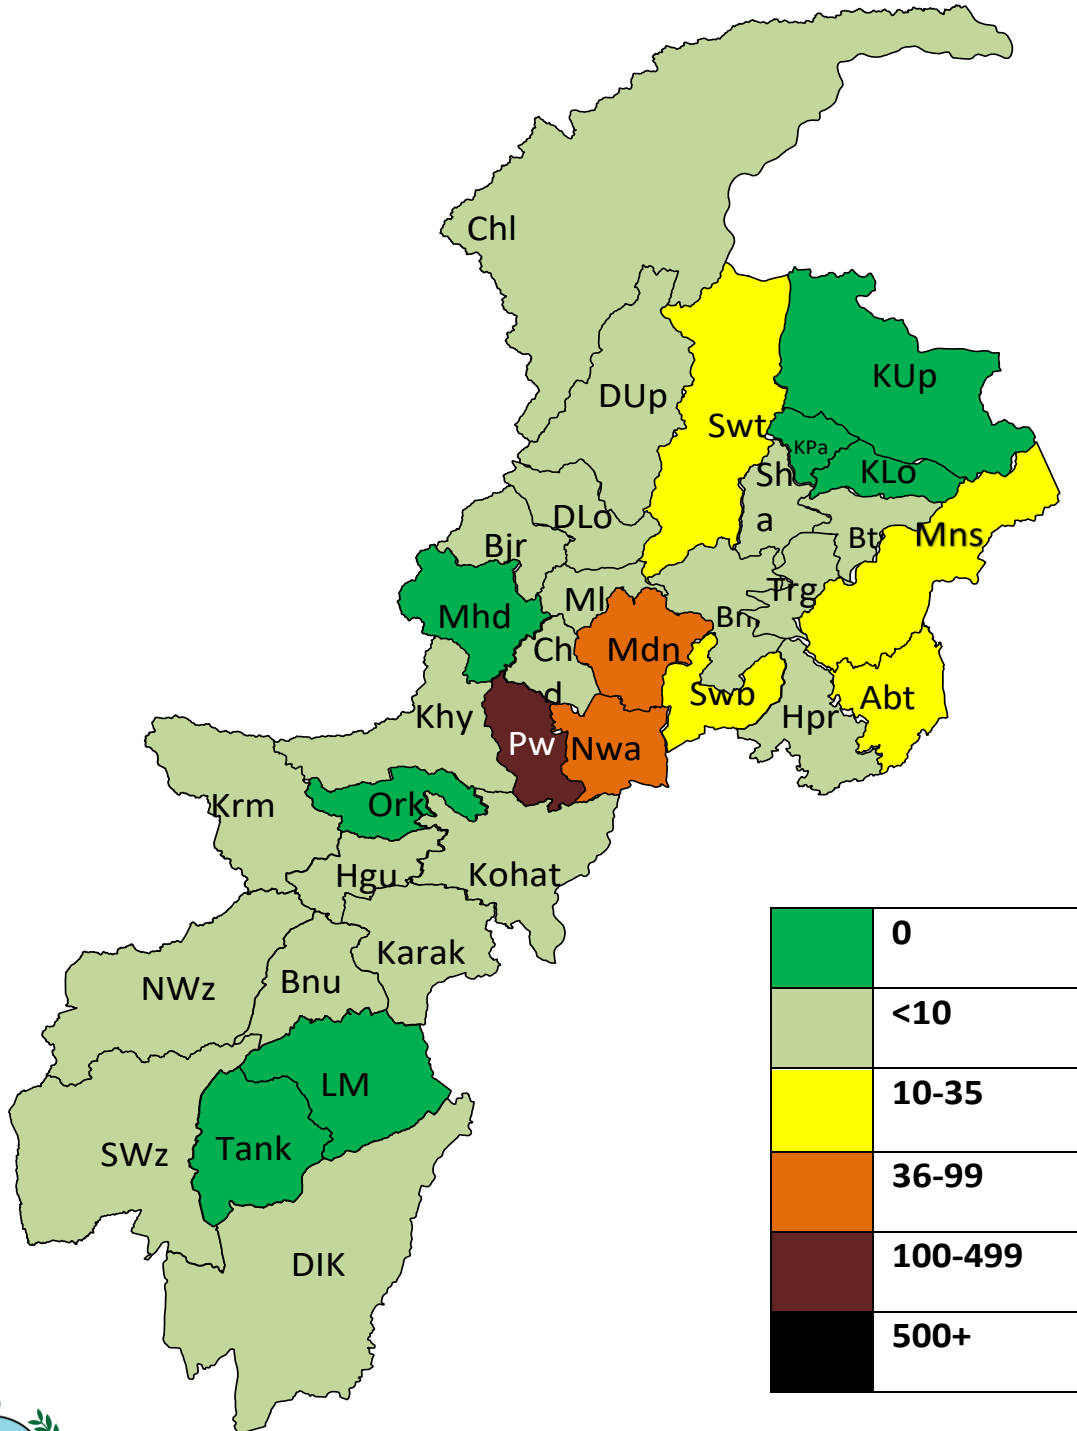 Chl
KUp
DUp
Swt
KPa
KLo
Sh
a
DLo
Bt
Mns
Bjr
Trg
Ml
Mhd
Bn
Ch
d
Mdn
Swb
Abt
Khy
Hpr
Pw
Nwa
Krm
Ork
Hgu
Kohat
Karak
NWz
Bnu
LM
SWz
Tank
DIK
0
<10
10-35
36-99
100-499
500+